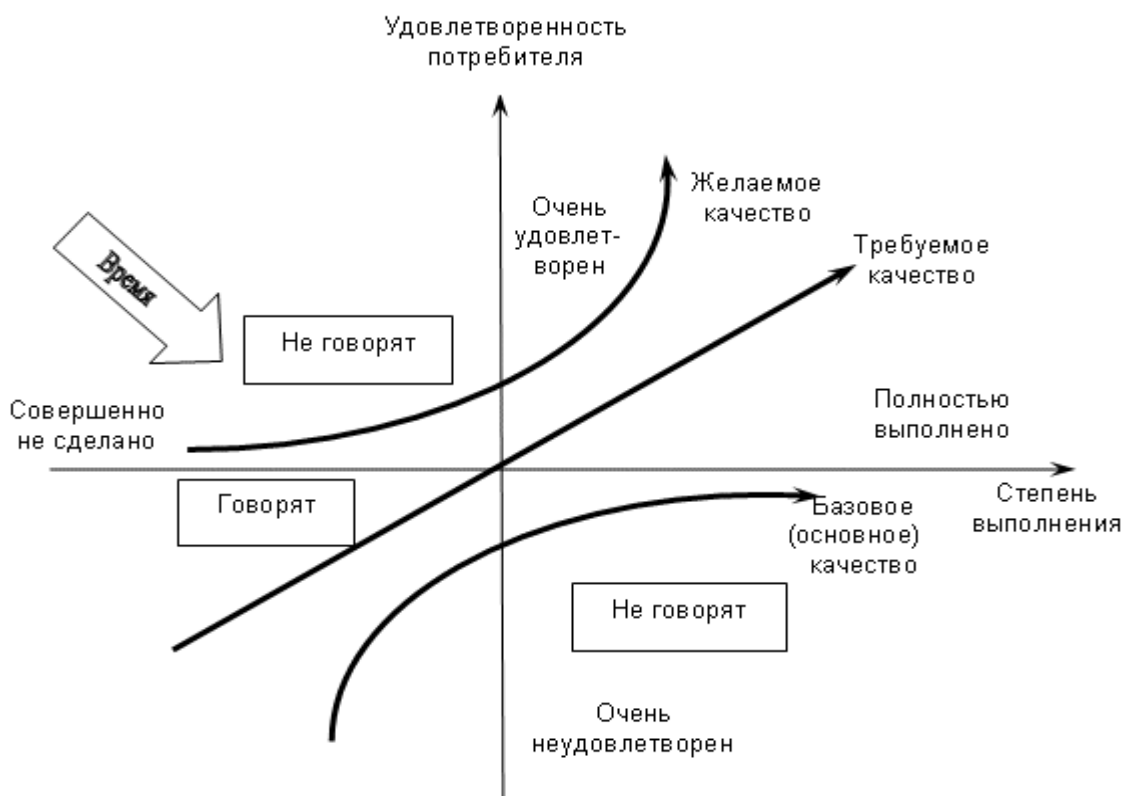 Удовлетворенность
потребителя
Желаемое
качество
Очень
удовлет-
ворен
Требуемое
качество
Время
Не говорят
Совершенно
не сделано
Полностью
выполнено
Говорят
Степень
выполнения
Базовое
(основное)
качество
Не говорят
Очень
неудовлетворен